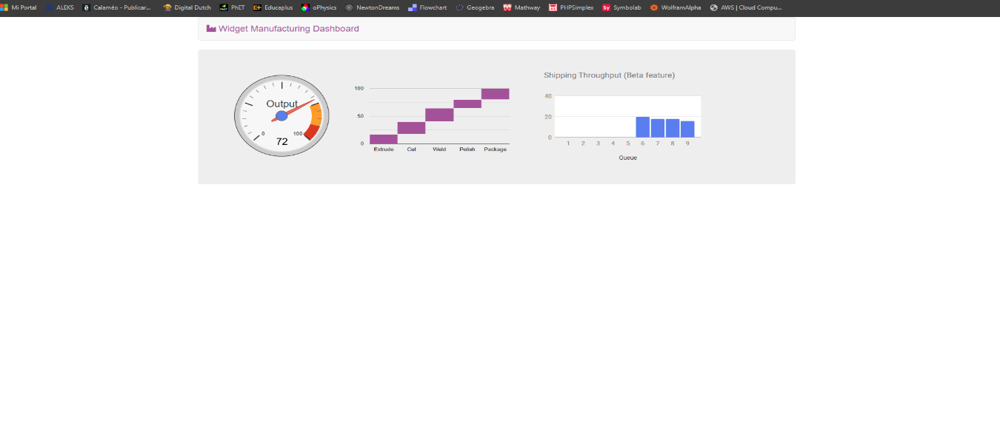 Mi Portal ALEKS Calaméo - Publicar... Digital Dutch PhET Educaplus oPhysics NewtonDreams Flowchart Geogebra Mathway PHPSimplex Symbolab WolframAlpha AWS | Cloud Compu...
Widget Manufacturing Dashboard
Output
0
100
72
100
50
0
Extrude Cut Weld Polish Package
Shipping Throughput (Beta feature)
40
20
0
1 2 3 4 5 6 7 8 9
Queue